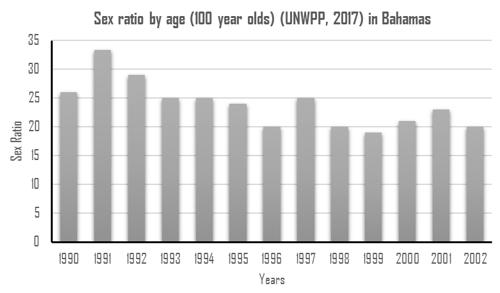 Sex ratio by age (100 year olds) (UNWPP, 2017) in Bahamas
35
30
25
20
15
10
5
0
Sex Ratio
1990 1991 1992 1993 1994 1995 1996 1997 1998 1999 2000 2001 2002
Years